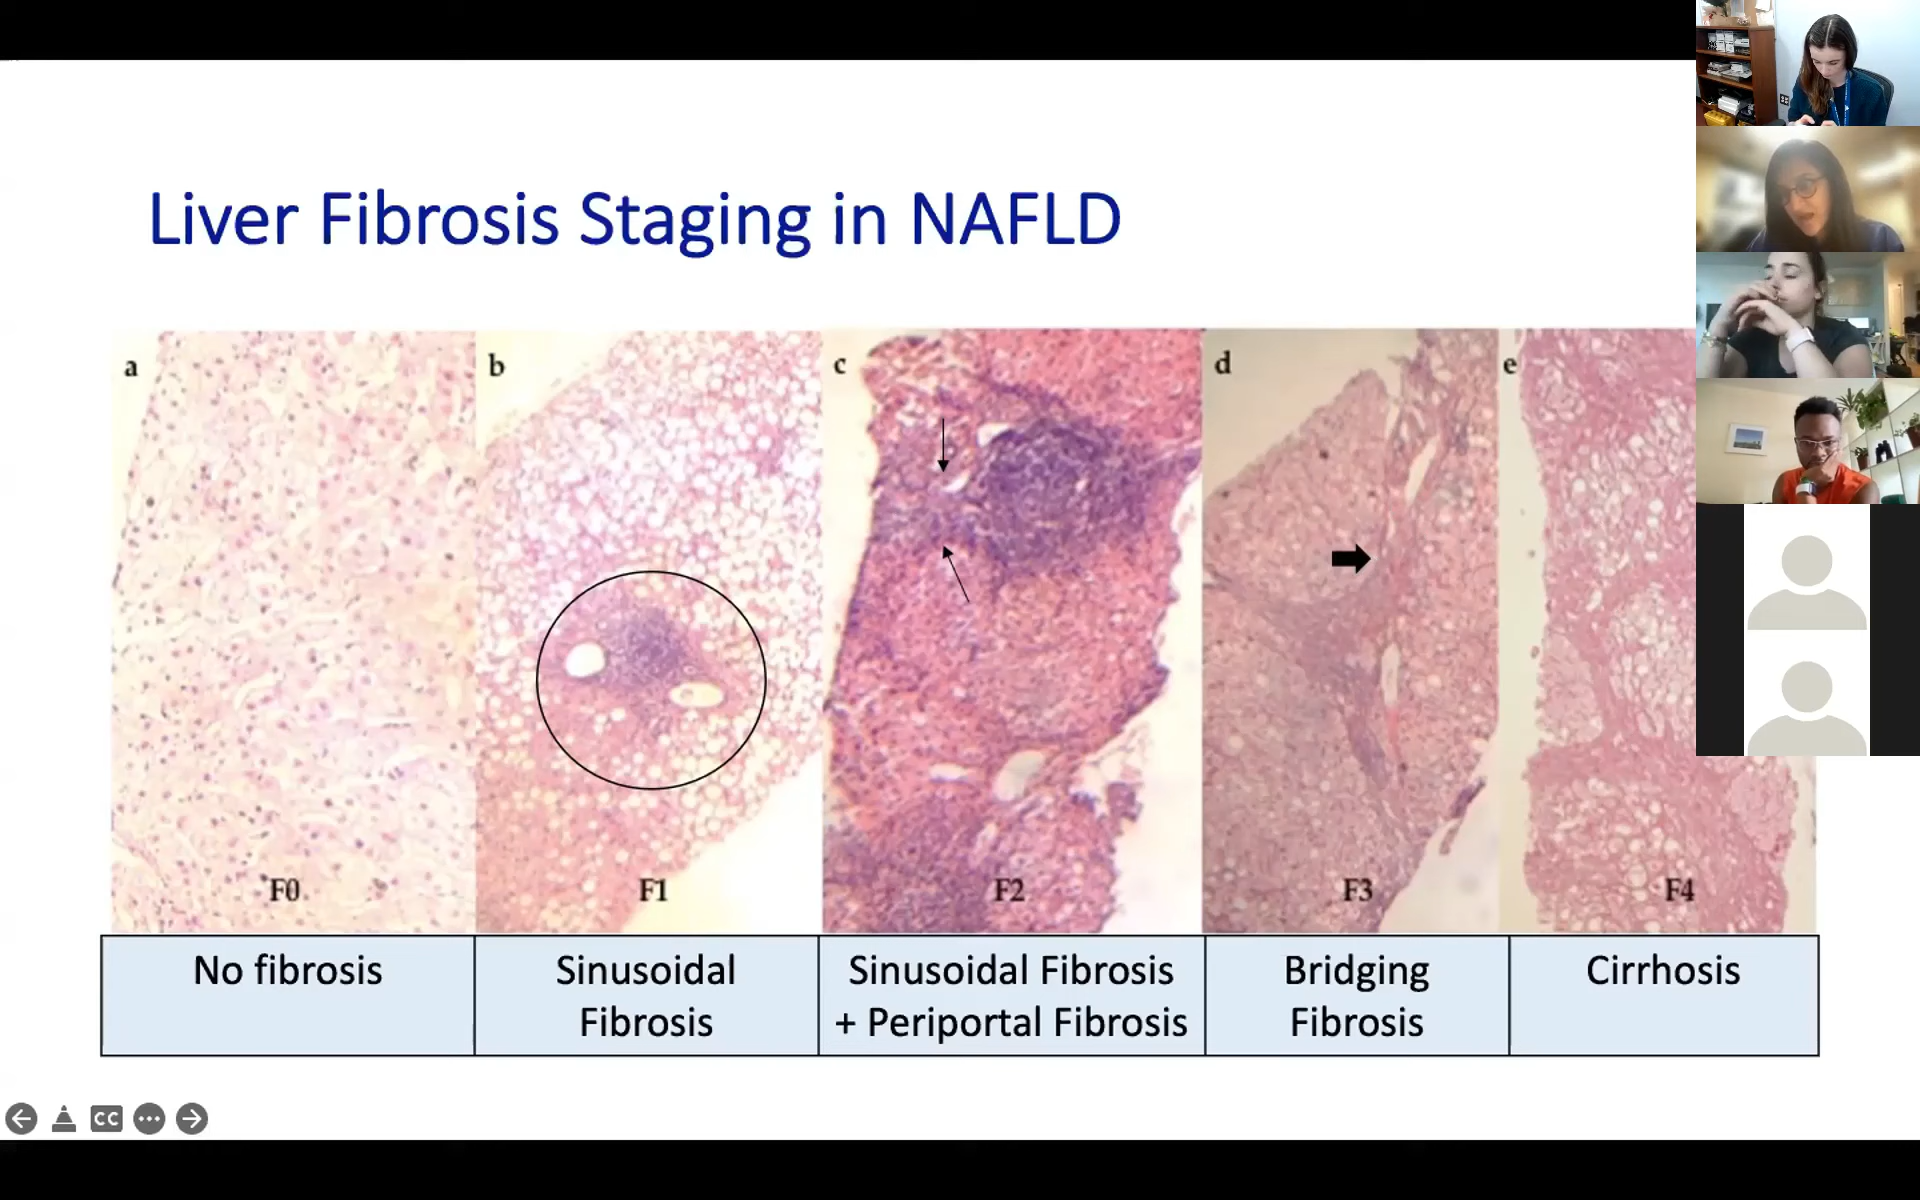 Liver Fibrosis Staging in NAFLD
a
b
c
d
e
F0
F1
F2
F3
F4
No fibrosis
Sinusoidal
Fibrosis
Sinusoidal Fibrosis
+ Periportal Fibrosis
Bridging
Fibrosis
Cirrhosis
CC